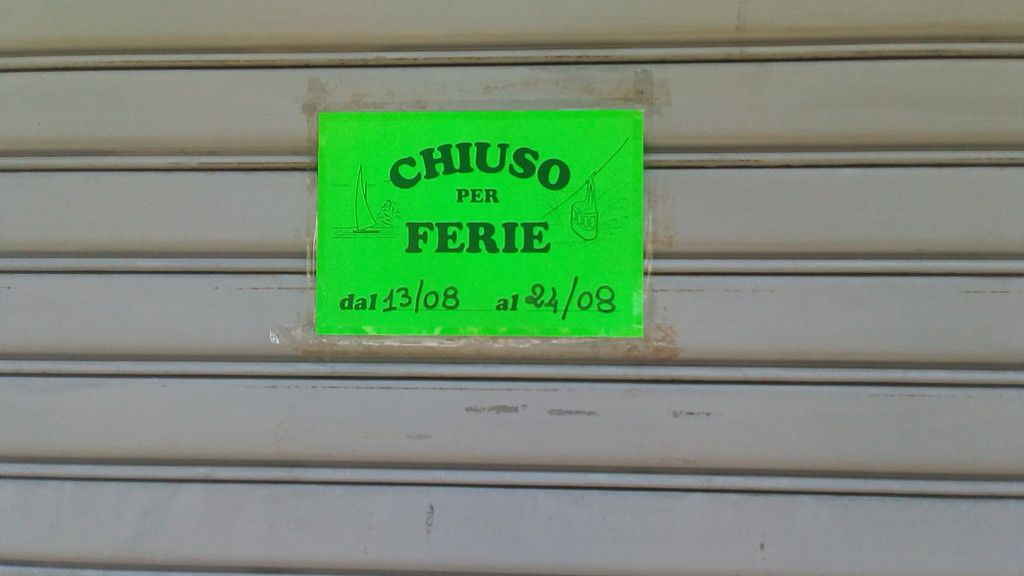 CHIUSO
PER
FERIE
dal 13/08 al 24/08